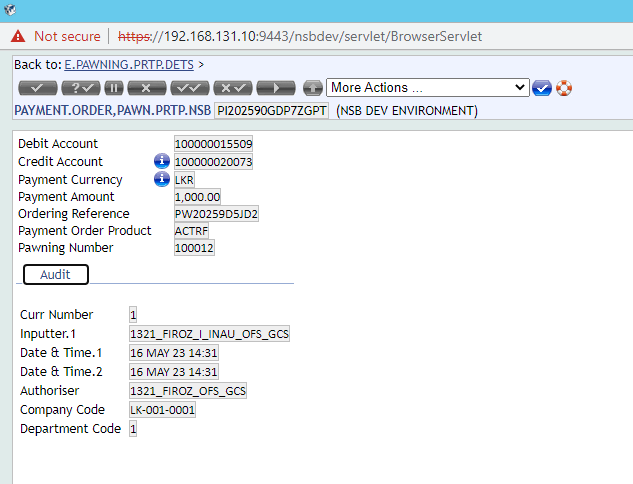 Not secure https://192.168.131.10:9443/nsbdev/servlet/BrowserServlet
Back to: E.PAWNING.PRTP.DETS >
More Actions ...
PAYMENT.ORDER,PAWN.PRTP.NSB PI202590GDP7ZGPT (NSB DEV ENVIRONMENT)
Debit Account 100000015509
Credit Account 100000020073
Payment Currency LKR
Payment Amount 1,000.00
Ordering Reference PW20259D5JD2
Payment Order Product ACTRF
Pawning Number 100012
Audit
Curr Number 1
Inputter.1 1321_FIROZ_I_INAU_OFS_GCS
Date & Time.1 16 MAY 23 14:31
Date & Time.2 16 MAY 23 14:31
Authoriser 1321_FIROZ_OFS_GCS
Company Code LK-001-0001
Department Code 1